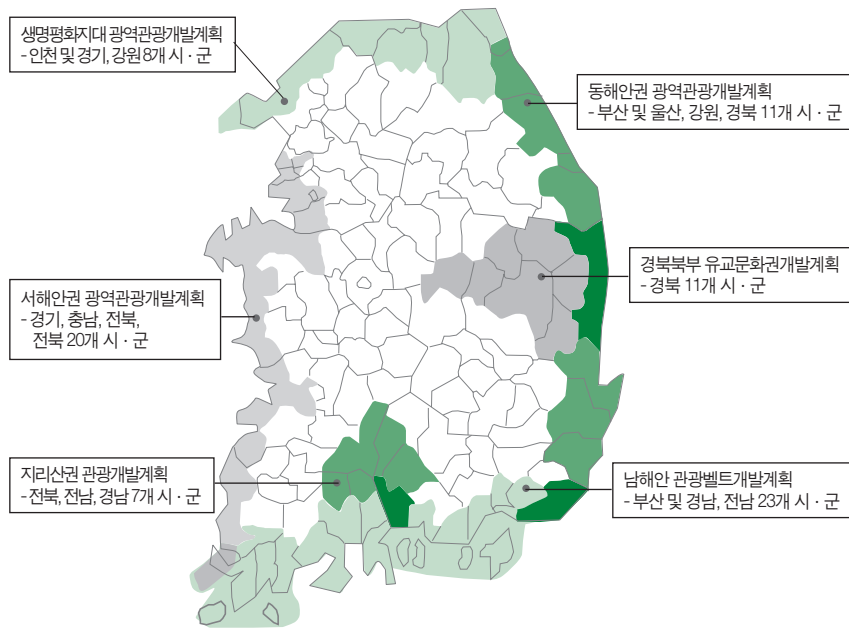 생명평화지대 광역관광개발계획
- 인천 및 경기, 강원 8개 시 · 군
동해안권 광역관광개발계획
- 부산 및 울산, 강원, 경북 11개 시 · 군
경북북부 유교문화권개발계획
- 경북 11개 시 · 군
서해안권 광역관광개발계획
- 경기, 충남, 전북,
전북 20개 시 · 군
지리산권 관광개발계획
- 전북, 전남, 경남 7개 시 · 군
남해안 관광벨트개발계획
- 부산 및 경남, 전남 23개 시 · 군